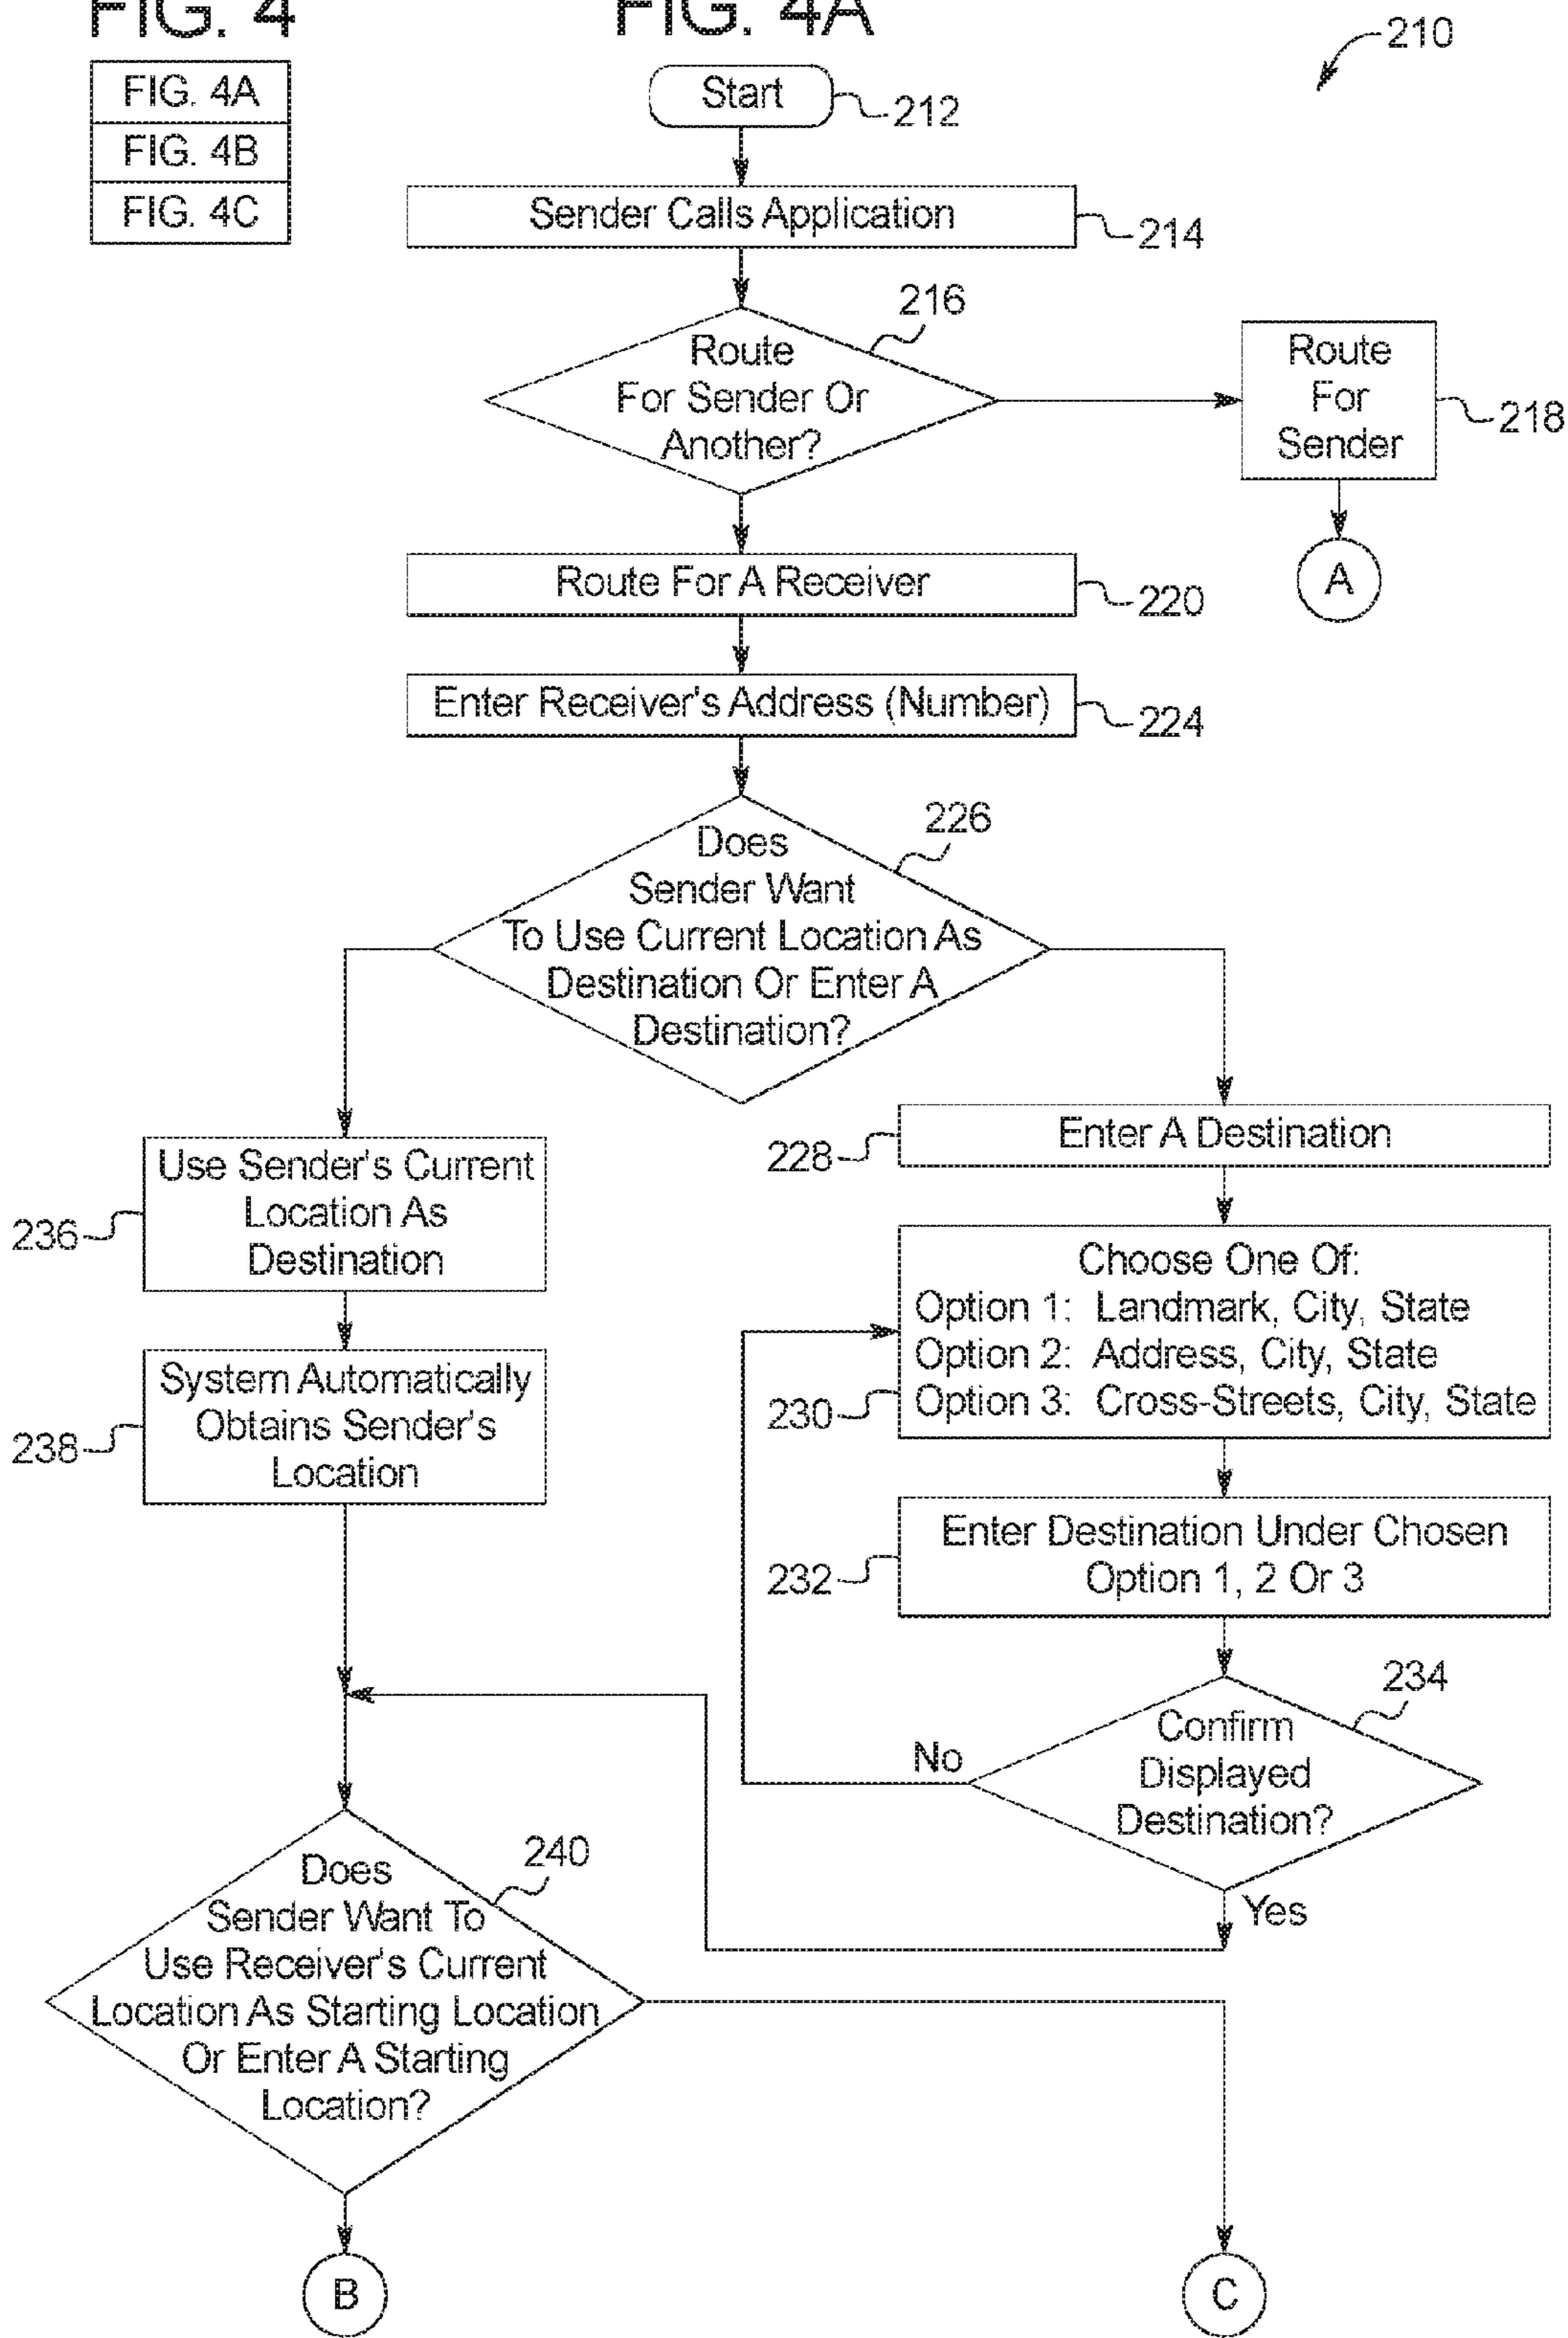 FIG. 4
FIG. 4A
210
FIG. 4A
FIG. 4B
FIG. 4C
Start
212
Sender Calls Application
214
216
Route
For Sender Or
Another?
Route
For
Sender
218
A
Route For A Receiver
220
Enter Receiver's Address (Number)
224
226
Does
Sender Want
To Use Current Location As
Destination Or Enter A
Destination?
Enter A Destination
228
Use Sender's Current
Location As
Destination
236
Choose One Of:
Option 1: Landmark, City, State
Option 2: Address, City, State
Option 3: Cross-Streets, City, State
230
System Automatically
Obtains Sender's
Location
238
Enter Destination Under Chosen
Option 1, 2 Or 3
232
234
Confirm
Displayed
Destination?
No
Yes
240
Does
Sender Want To
Use Receiver's Current
Location As Starting Location
Or Enter A Starting
Location?
B
C